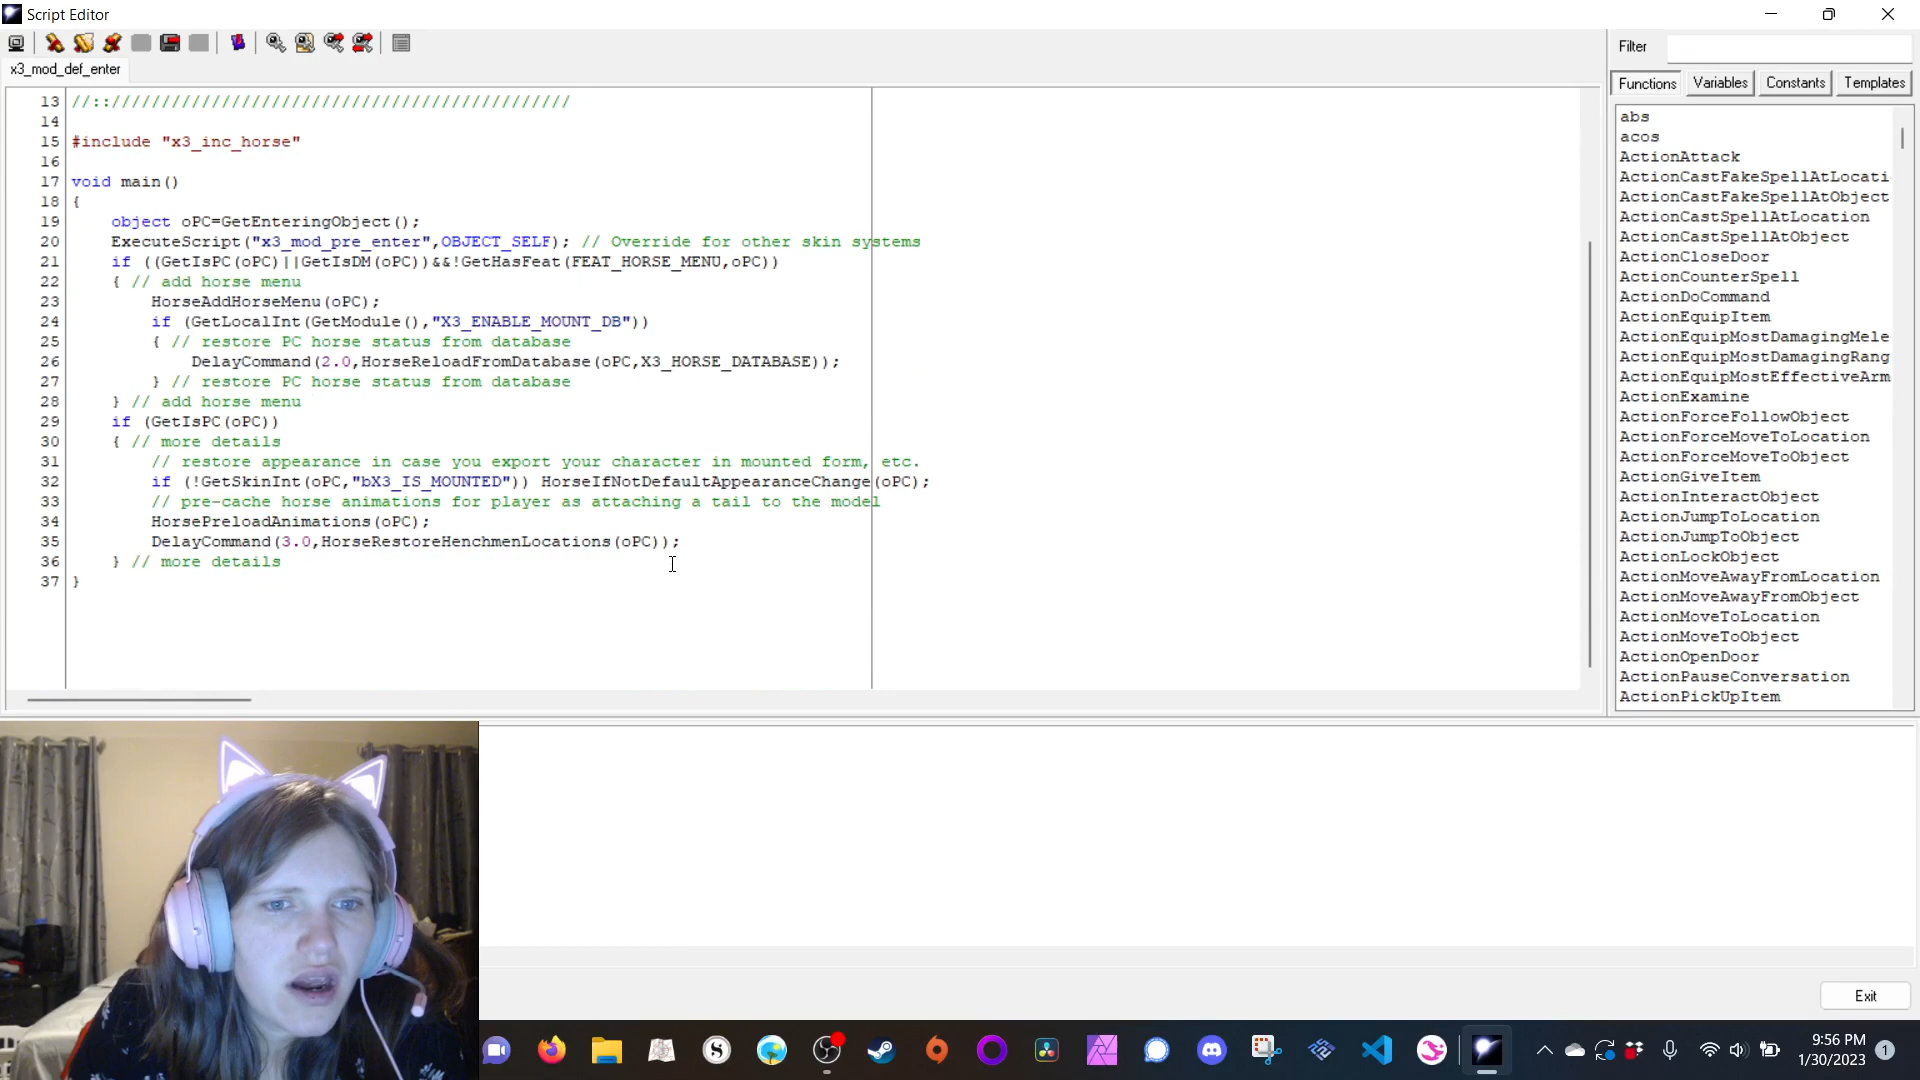 Script Editor
x3_mod_def_enter
13 //:://////////////////////////////////////////////
14
15 #include "x3_inc_horse"
16
17 void main()
18 {
19 object oPC=GetEnteringObject();
20 ExecuteScript("x3_mod_pre_enter",OBJECT_SELF); // Override for other skin systems
21 if ((GetIsPC(oPC)||GetIsDM(oPC))&&!GetHasFeat(FEAT_HORSE_MENU,oPC))
22 { // add horse menu
23 HorseAddHorseMenu(oPC);
24 if (GetLocalInt(GetModule(),"X3_ENABLE_MOUNT_DB"))
25 { // restore PC horse status from database
26 DelayCommand(2.0,HorseReloadFromDatabase(oPC,X3_HORSE_DATABASE));
27 } // restore PC horse status from database
28 } // add horse menu
29 if (GetIsPC(oPC))
30 { // more details
31 // restore appearance in case you export your character in mounted form, etc.
32 if (!GetSkinInt(oPC,"bX3_IS_MOUNTED")) HorseIfNotDefaultAppearanceChange(oPC);
33 // pre-cache horse animations for player as attaching a tail to the model
34 HorsePreloadAnimations(oPC);
35 DelayCommand(3.0,HorseRestoreHenchmenLocations(oPC));
36 } // more details
37 }
Filter
Functions Variables Constants Templates
abs
acos
ActionAttack
ActionCastFakeSpellAtLocati
ActionCastFakeSpellAtObject
ActionCastSpellAtLocation
ActionCastSpellAtObject
ActionCloseDoor
ActionCounterSpell
ActionDoCommand
ActionEquipItem
ActionEquipMostDamagingMele
ActionEquipMostDamagingRang
ActionEquipMostEffectiveArm
ActionExamine
ActionForceFollowObject
ActionForceMoveToLocation
ActionForceMoveToObject
ActionGiveItem
ActionInteractObject
ActionJumpToLocation
ActionJumpToObject
ActionLockObject
ActionMoveAwayFromLocation
ActionMoveAwayFromObject
ActionMoveToLocation
ActionMoveToObject
ActionOpenDoor
ActionPauseConversation
ActionPickUpItem
Exit
9:56 PM
1/30/2023
1